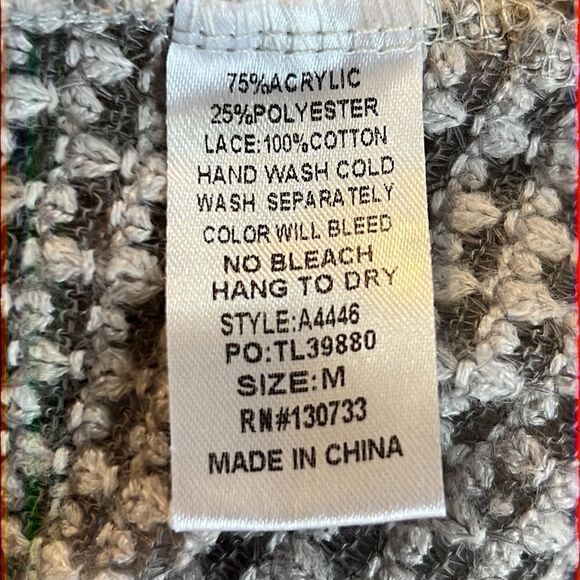 75%ACRYLIC
25%POLYESTER
LACE:100%COTTON
HAND WASH COLD
WASH SEPARATELY
COLOR WILL BLEED
NO BLEACH
HANG TO DRY
STYLE:A4446
PO:TL39880
SIZE:M
RN#130733
MADE IN CHINA